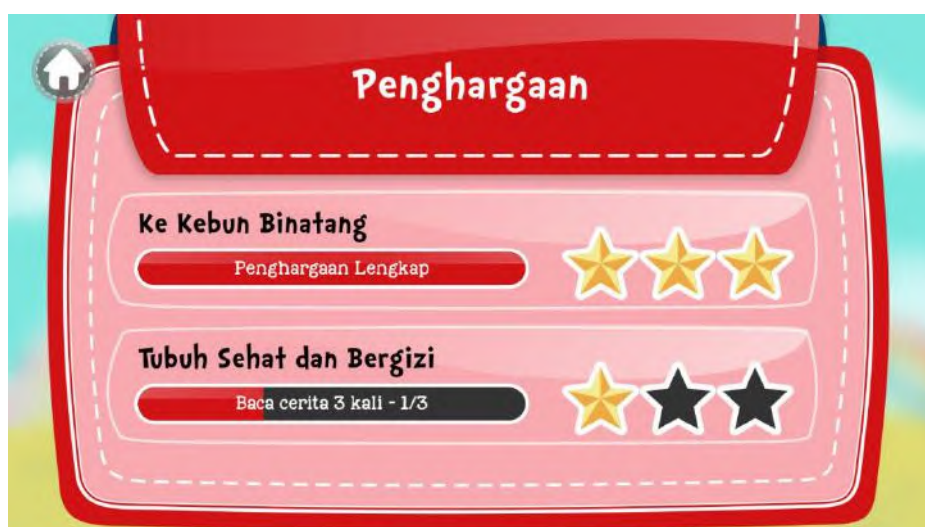 Penghargaan
Ke Kebun Binatang
Penghargaan Lengkap
Tubuh Sehat dan Bergizi
Baca cerita 3 kali - 1/3